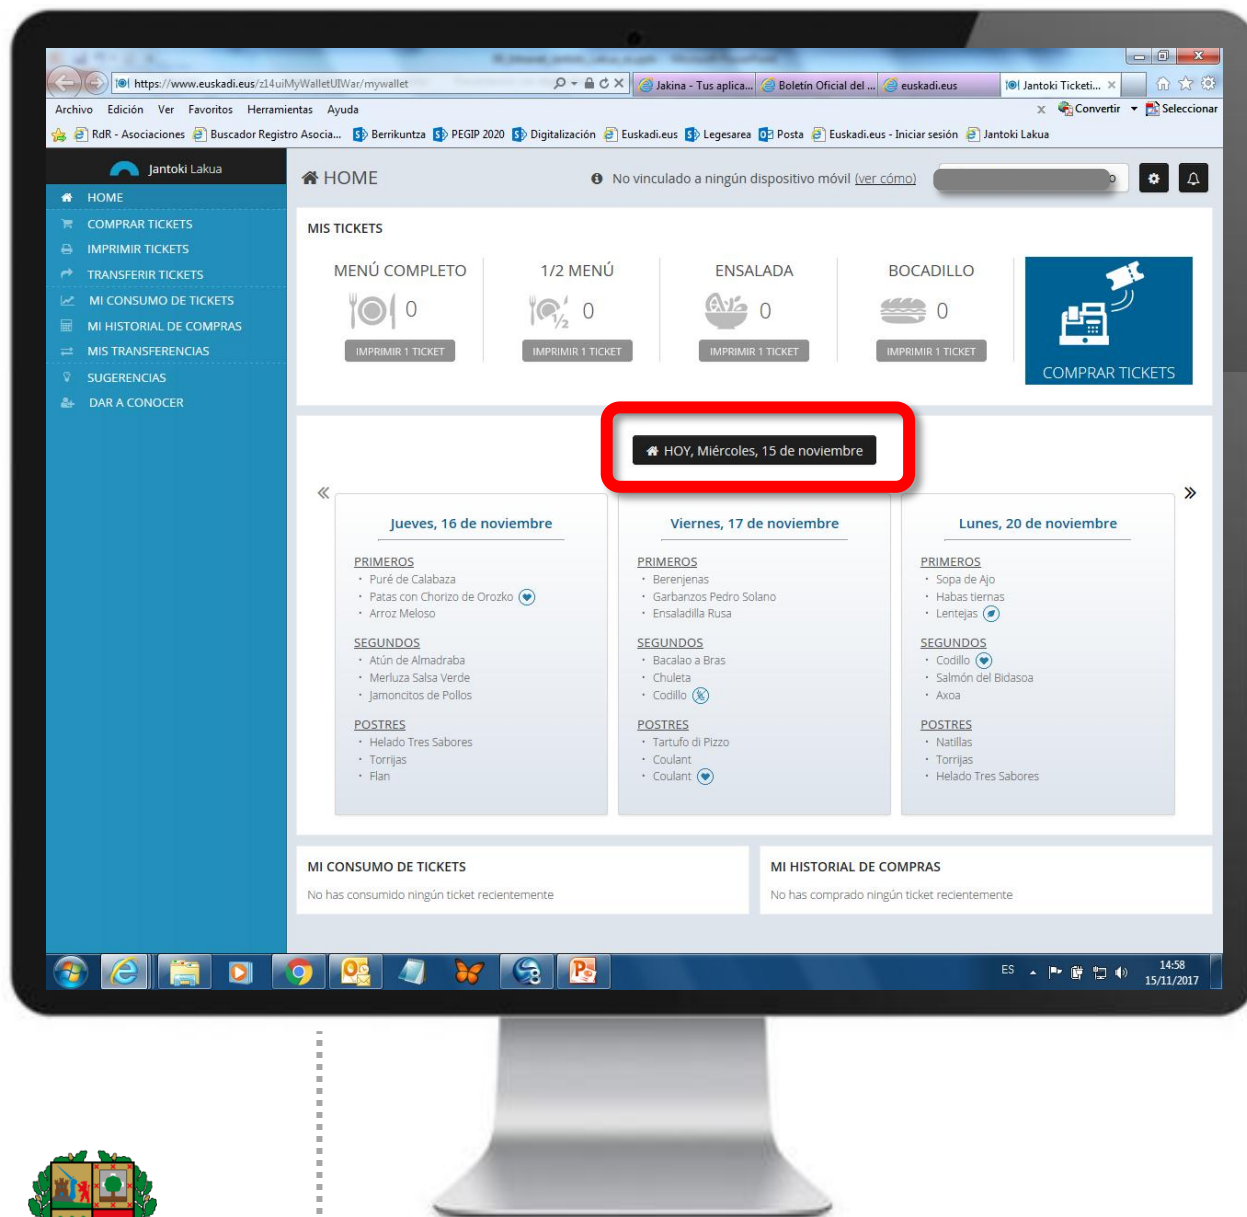 https://www.euskadi.eus/z14uiMyWalletUIWar/mywallet
Jakina - Tus aplica...
Boletín Oficial del ...
euskadi.eus
Jantoki Ticketi...
Archivo Edición Ver Favoritos Herramientas Ayuda
Convertir
Seleccionar
RdR - Asociaciones Buscador Registro Asocia... Berrikuntza PEGIP 2020 Digitalización Euskadi.eus Legesarea Posta Euskadi.eus - Iniciar sesión Jantoki Lakua
Jantoki Lakua
HOME
COMPRAR TICKETS
IMPRIMIR TICKETS
TRANSFERIR TICKETS
MI CONSUMO DE TICKETS
MI HISTORIAL DE COMPRAS
MIS TRANSFERENCIAS
SUGERENCIAS
DAR A CONOCER
HOME
No vinculado a ningún dispositivo móvil (ver cómo)
MIS TICKETS
MENÚ COMPLETO
0
IMPRIMIR 1 TICKET
1/2 MENÚ
1/2
0
IMPRIMIR 1 TICKET
ENSALADA
0
IMPRIMIR 1 TICKET
BOCADILLO
0
IMPRIMIR 1 TICKET
COMPRAR TICKETS
HOY, Miércoles, 15 de noviembre
«
»
Jueves, 16 de noviembre
PRIMEROS
· Puré de Calabaza
· Patas con Chorizo de Orozko
· Arroz Meloso
SEGUNDOS
· Atún de Almadraba
· Merluza Salsa Verde
· Jamoncitos de Pollos
POSTRES
· Helado Tres Sabores
· Torrijas
· Flan
Viernes, 17 de noviembre
PRIMEROS
· Berenjenas
· Garbanzos Pedro Solano
· Ensaladilla Rusa
SEGUNDOS
· Bacalao a Bras
· Chuleta
· Codillo
POSTRES
· Tartufo di Pizzo
· Coulant
· Coulant
Lunes, 20 de noviembre
PRIMEROS
· Sopa de Ajo
· Habas tiernas
· Lentejas
SEGUNDOS
· Codillo
· Salmón del Bidasoa
· Axoa
POSTRES
· Natillas
· Torrijas
· Helado Tres Sabores
MI CONSUMO DE TICKETS
No has consumido ningún ticket recientemente
MI HISTORIAL DE COMPRAS
No has comprado ningún ticket recientemente
ES
14:58
15/11/2017